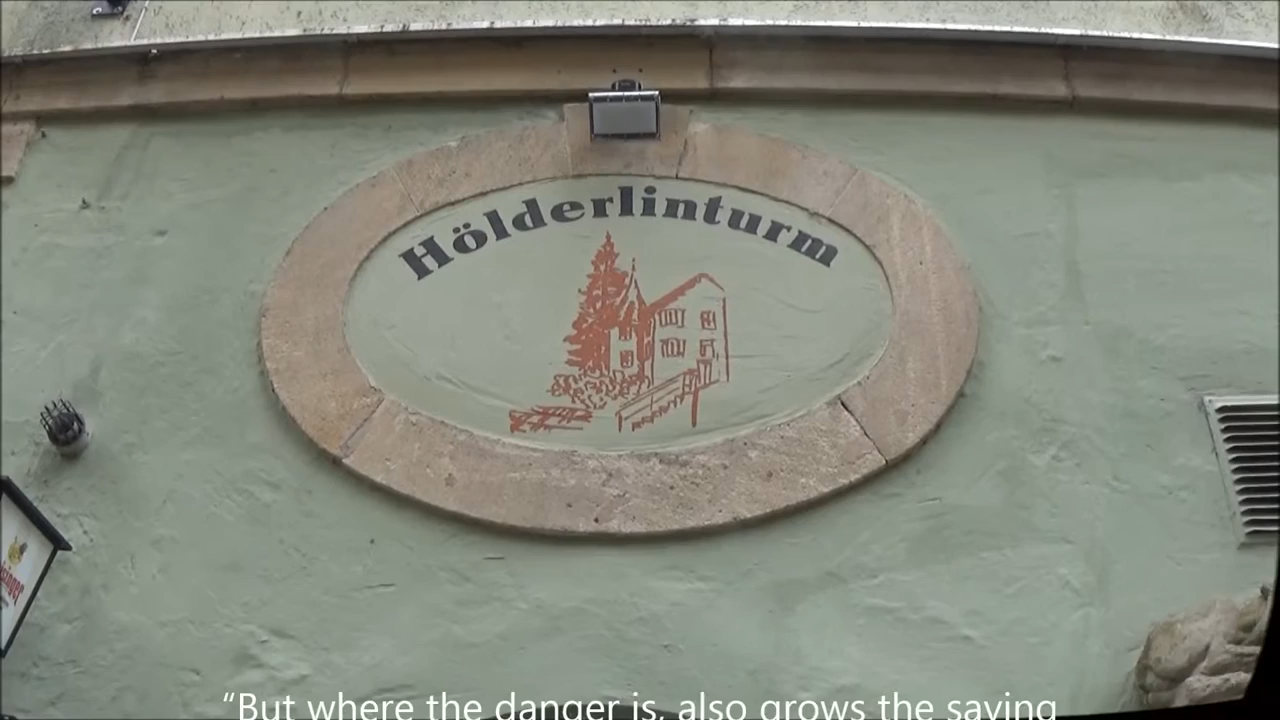 Hölderlinturm
“But where the danger is, also grows the saving